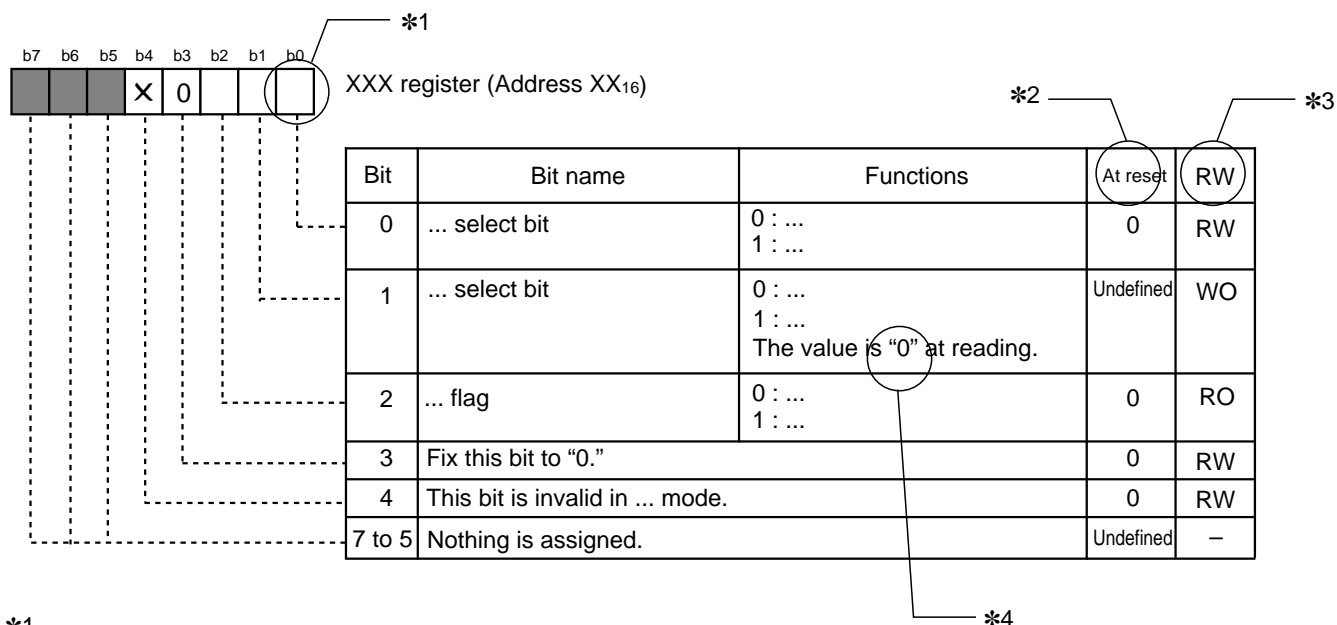 ✽1
b7 b6 b5 b4 b3 b2 b1 b0
X 0
XXX register (Address XX16)
✽2
✽3
Bit Bit name Functions At reset RW
0 ... select bit 0 : ... 0 RW
1 : ...
1 ... select bit 0 : ... Undefined WO
1 : ...
The value is “0” at reading.
2 ... flag 0 : ... 0 RO
1 : ...
3 Fix this bit to “0.” 0 RW
4 This bit is invalid in ... mode. 0 RW
7 to 5 Nothing is assigned. Undefined –
✽4
✽1